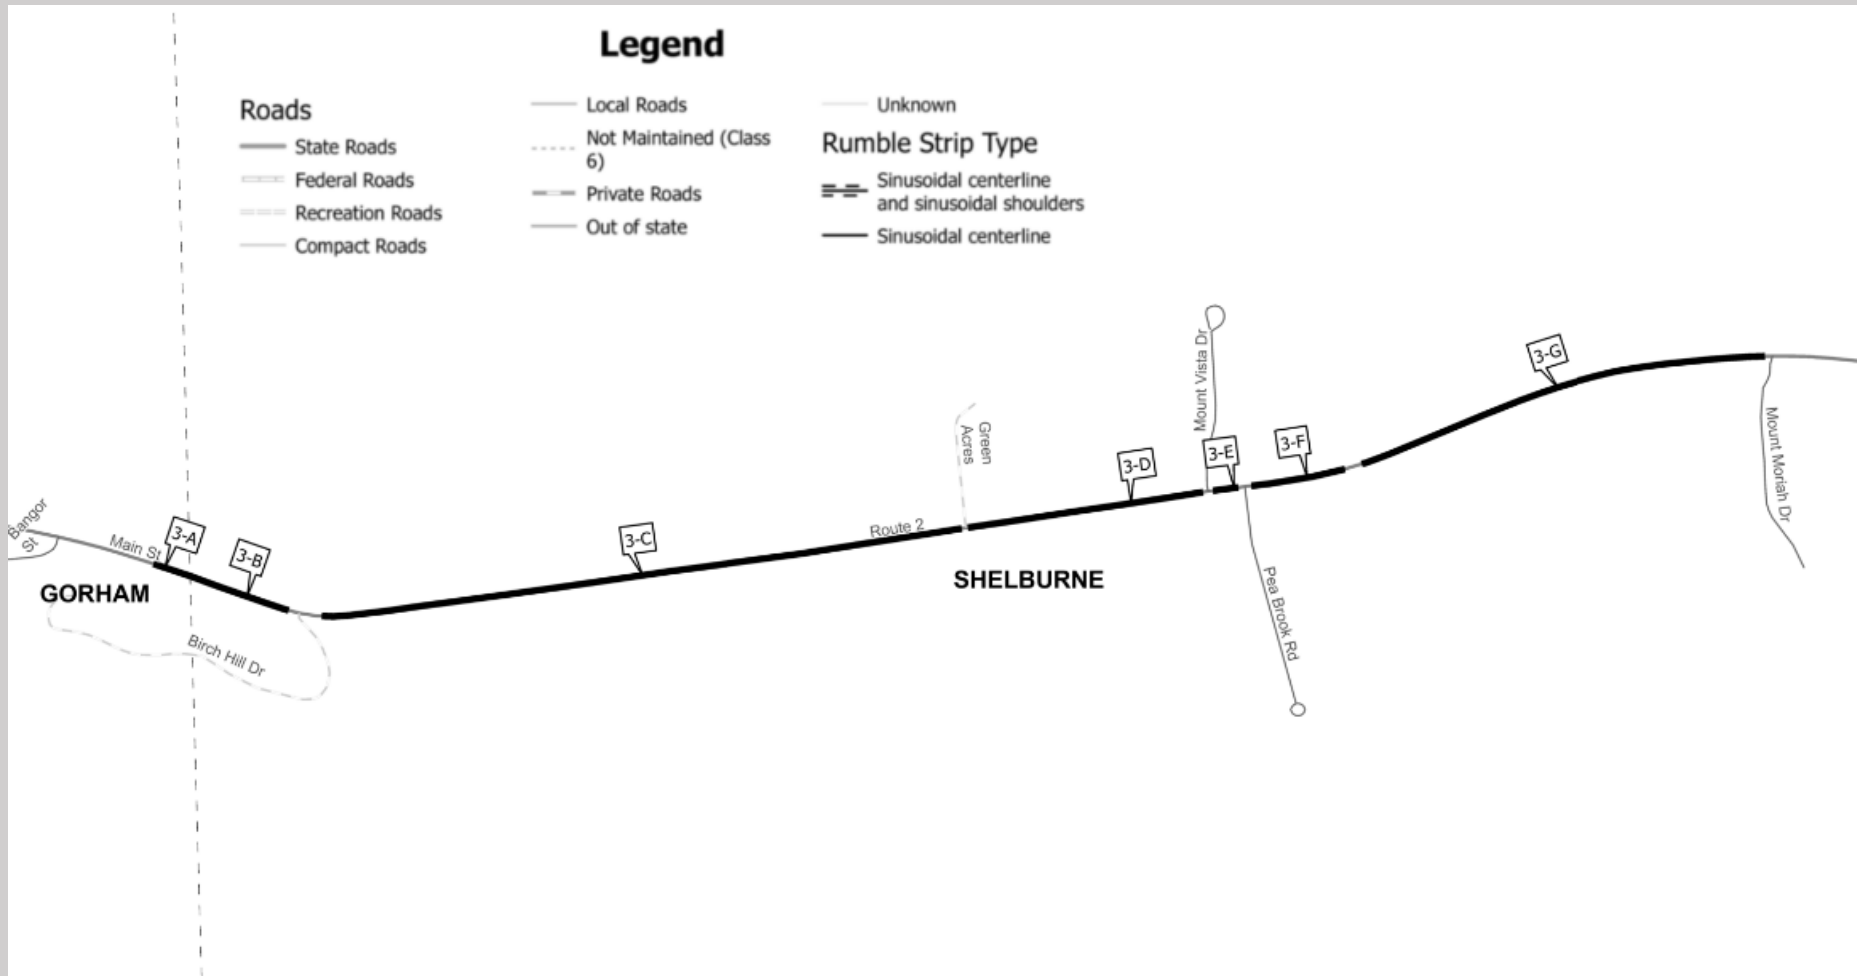 Legend
Roads
State Roads
Federal Roads
Recreation Roads
Compact Roads
Local Roads
Not Maintained (Class
6)
Private Roads
Out of state
Unknown
Rumble Strip Type
Sinusoidal centerline
and sinusoidal shoulders
Sinusoidal centerline
Bangor
St
Main St
3-A
3-B
GORHAM
Birch Hill Dr
3-C
Route 2
Green
Acres
SHELBURNE
3-D
Mount Vista Dr
3-E
3-F
Pea Brook Rd
3-G
Mount Moriah Dr